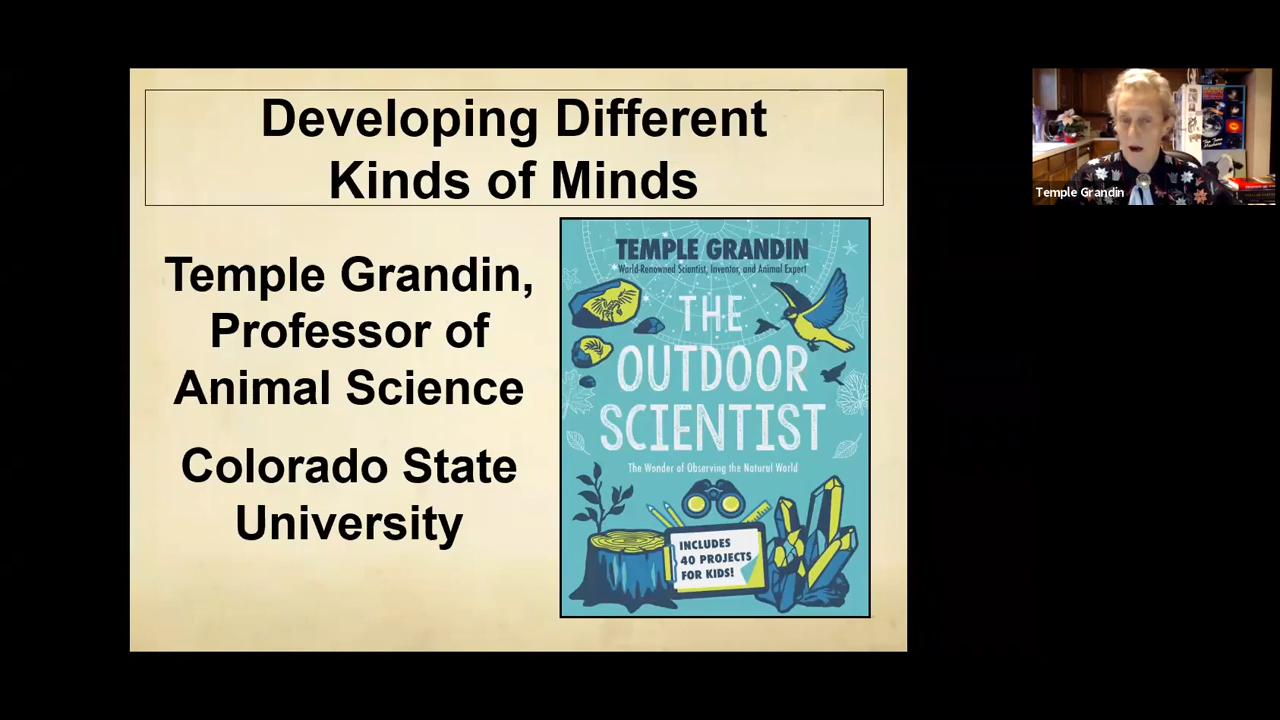 Developing Different
Kinds of Minds
Temple Grandin,
Professor of
Animal Science
Colorado State
University
TEMPLE GRANDIN
World-Renowned Scientist, Inventor, and Animal Expert
THE
OUTDOOR
SCIENTIST
The Wonder of Observing the Natural World
INCLUDES
40 PROJECTS
FOR KIDS!
Temple Grandin